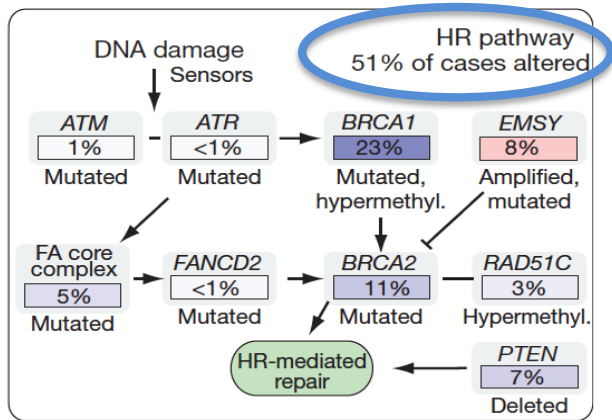 HR pathway
51% of cases altered
DNA damage
Sensors
ATM
1%
Mutated
ATR
<1%
Mutated
BRCA1
23%
Mutated,
hypermethyl.
EMSY
8%
Amplified,
mutated
FA core
complex
5%
Mutated
FANCD2
<1%
Mutated
BRCA2
11%
Mutated
RAD51C
3%
Hypermethyl.
HR-mediated
repair
PTEN
7%
Deleted